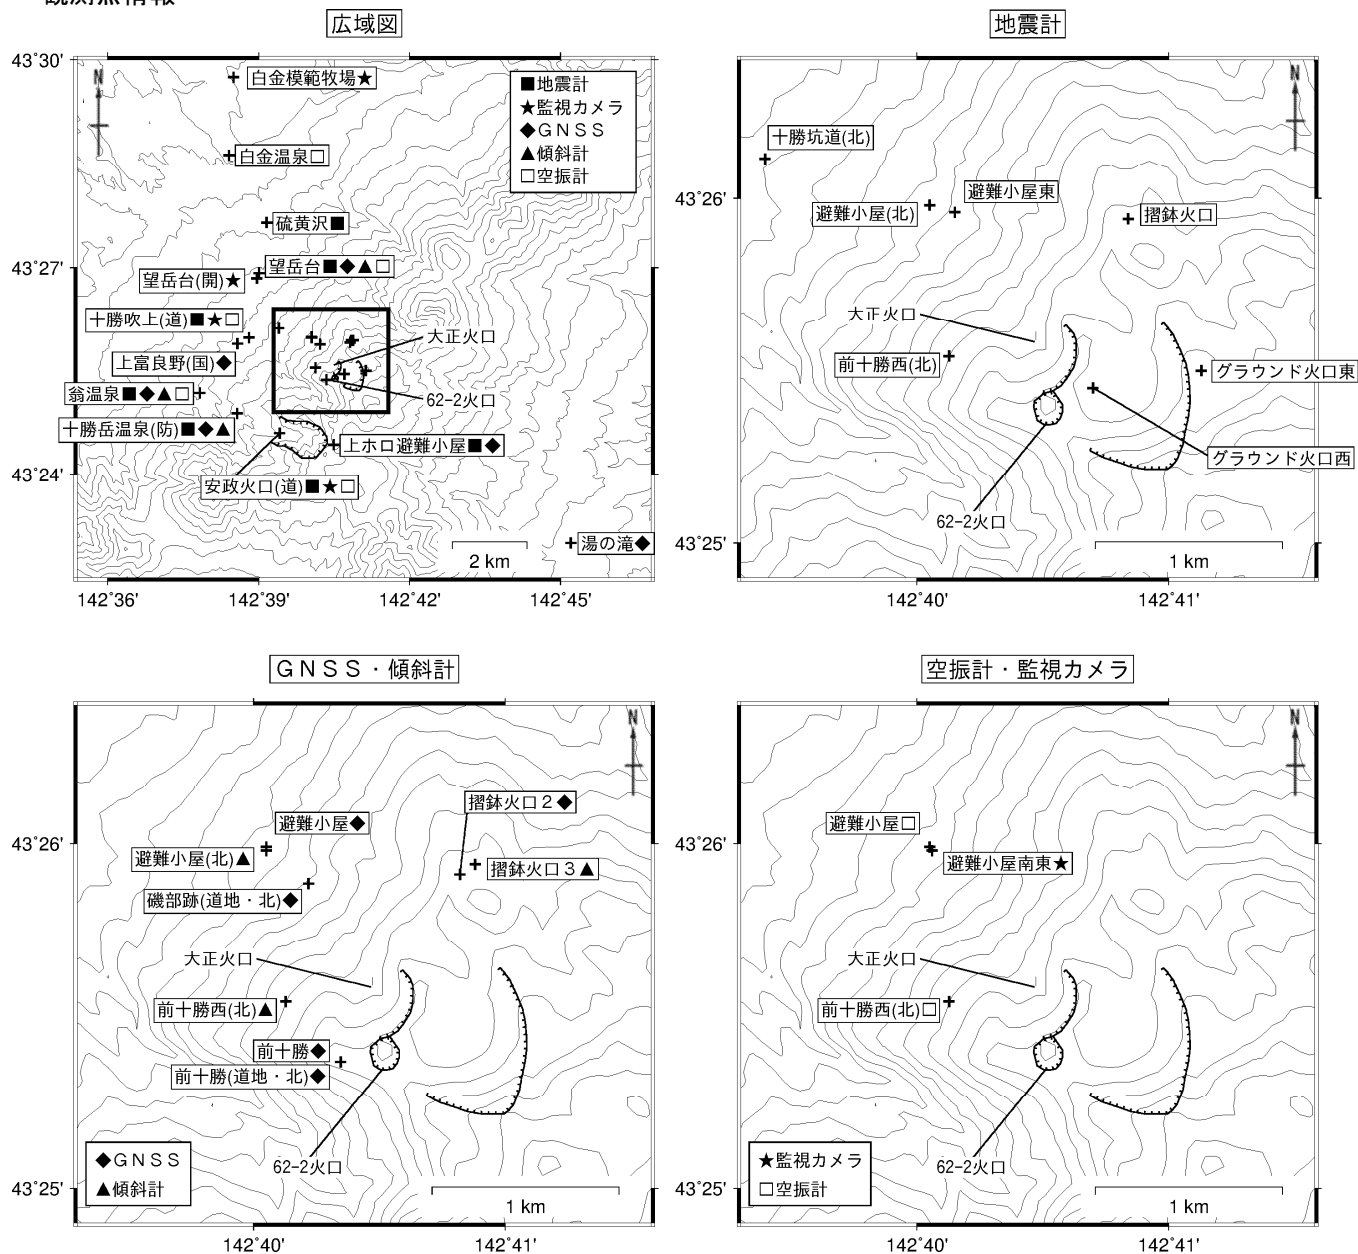 観測点情報
広域図
43°30'
43°27'
43°24'
142°36'
142°39'
142°42'
142°45'
N
白金模範牧場★
白金温泉□
硫黄沢■
望岳台■◆▲□
望岳台(開)★
十勝吹上(道)■★□
上富良野(国)◆
翁温泉■◆▲□
十勝岳温泉(防)■◆▲
安政火口(道)■★□
上ホロ避難小屋■◆
湯の滝◆
大正火口
62-2火口
■地震計
★監視カメラ
◆GNSS
▲傾斜計
□空振計
2 km
地震計
43°26'
43°25'
142°40'
142°41'
N
十勝坑道(北)
避難小屋(北)
避難小屋東
摺鉢火口
大正火口
前十勝西(北)
グラウンド火口東
グラウンド火口西
62-2火口
1 km
GNSS・傾斜計
43°26'
43°25'
142°40'
142°41'
N
摺鉢火口2◆
避難小屋◆
避難小屋(北)▲
摺鉢火口3▲
磯部跡(道地・北)◆
大正火口
前十勝西(北)▲
前十勝◆
前十勝(道地・北)◆
62-2火口
◆GNSS
▲傾斜計
1 km
空振計・監視カメラ
43°26'
43°25'
142°40'
142°41'
N
避難小屋□
避難小屋南東★
大正火口
前十勝西(北)□
62-2火口
★監視カメラ
□空振計
1 km